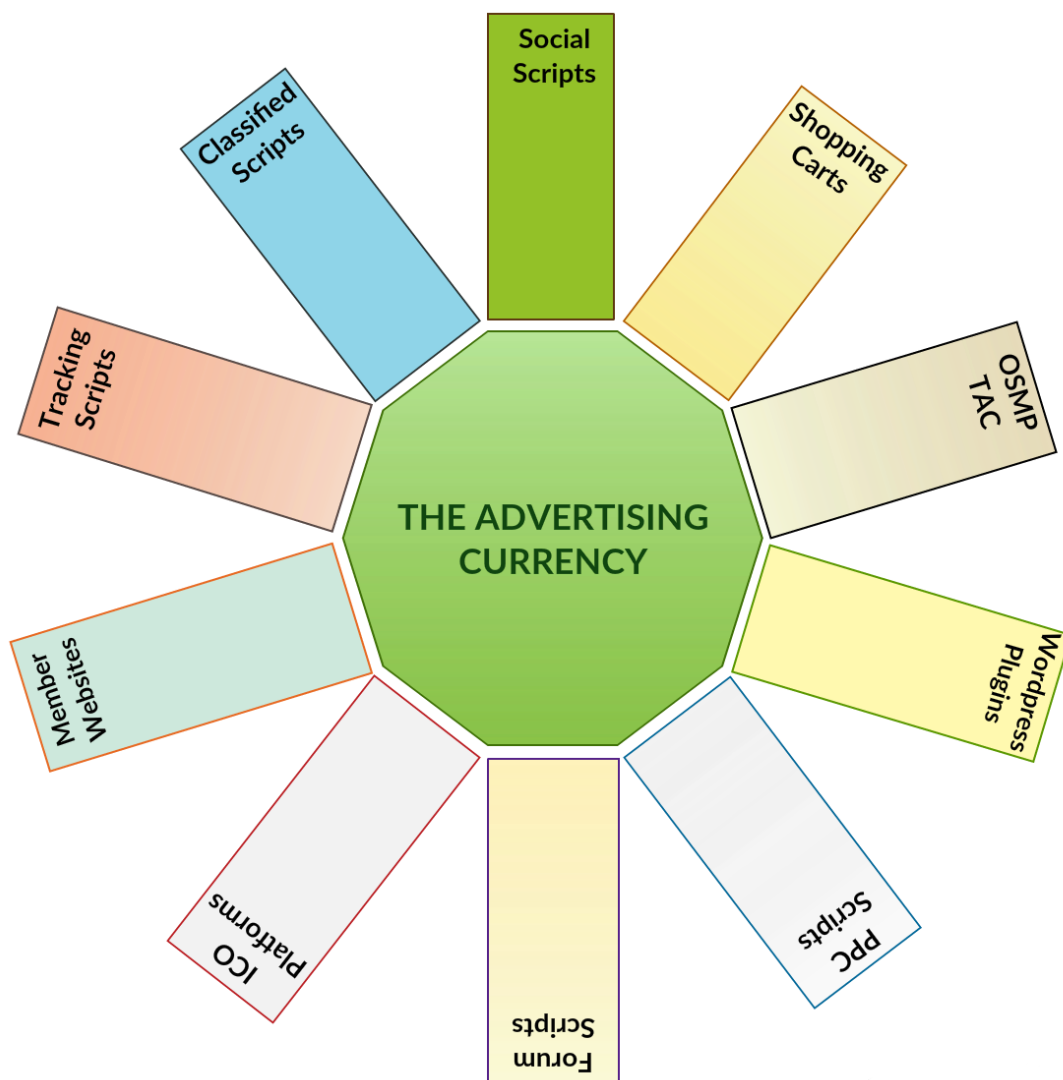 Social
Scripts
Shopping
Carts
OSMP
TAC
Wordpress
Plugins
PPC
Scripts
Forum
Scripts
ICO
Platforms
Member
Websites
Tracking
Scripts
Classified
Scripts
THE ADVERTISING
CURRENCY